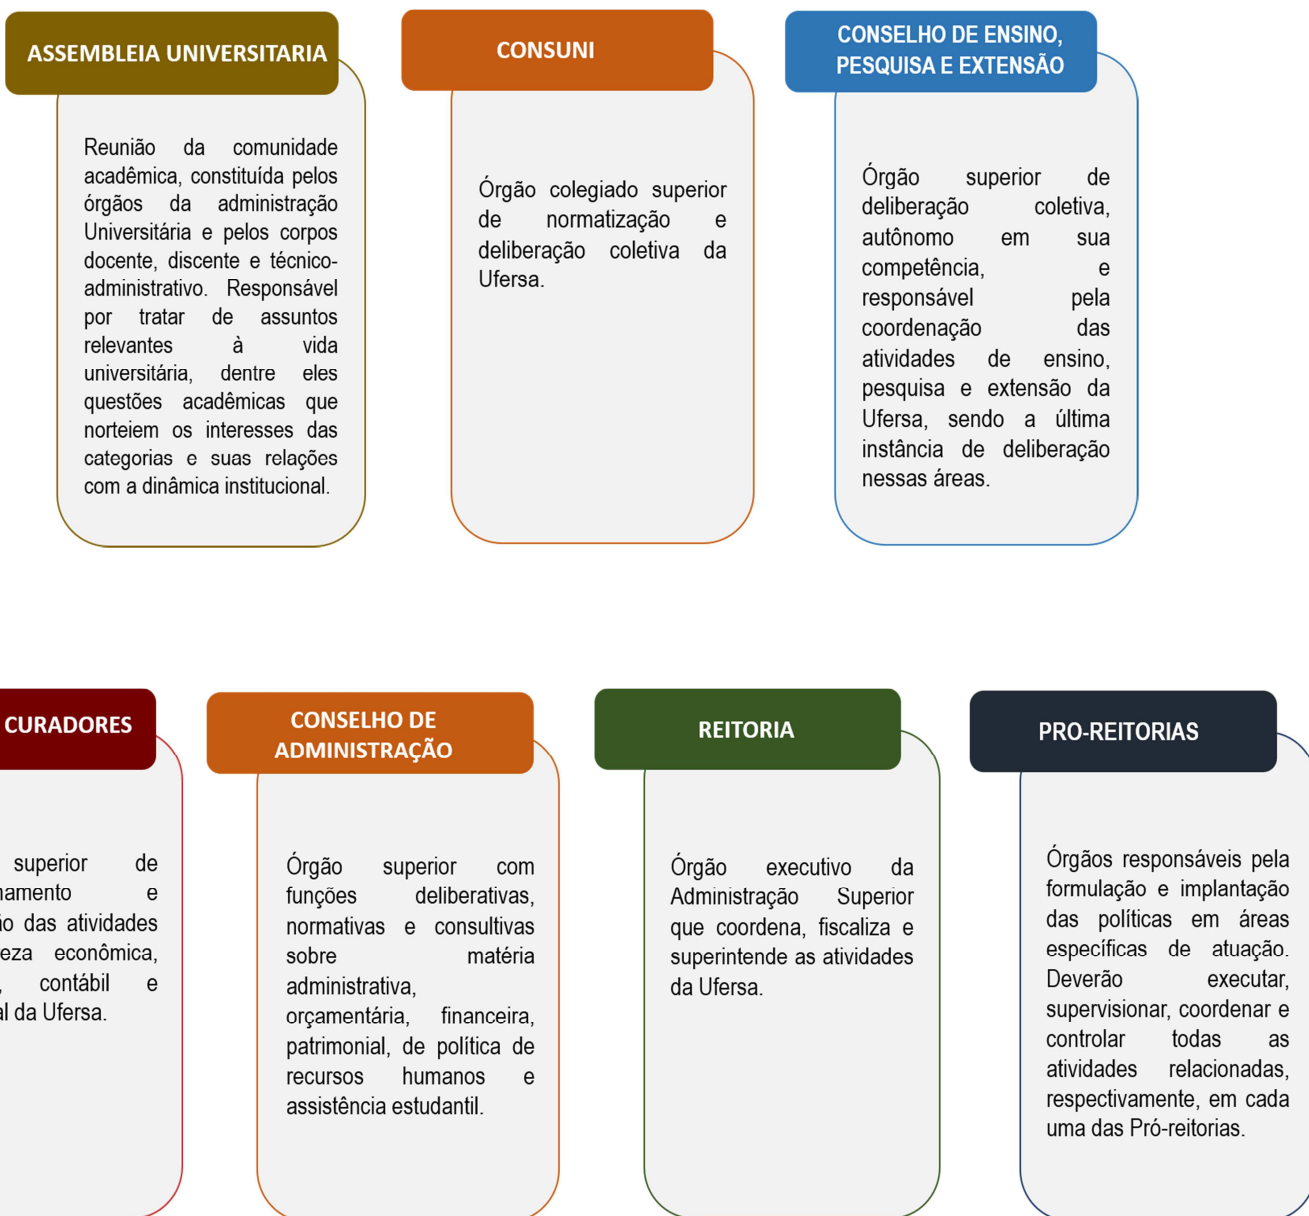 ASSEMBLEIA UNIVERSITARIA
Reunião da comunidade
acadêmica, constituída pelos
órgãos da administração
Universitária e pelos corpos
docente, discente e técnico-
administrativo. Responsável
por tratar de assuntos
relevantes à vida
universitária, dentre eles
questões acadêmicas que
norteiem os interesses das
categorias e suas relações
com a dinâmica institucional.
CONSUNI
Órgão colegiado superior
de normatização e
deliberação coletiva da
Ufersa.
CONSELHO DE ENSINO,
PESQUISA E EXTENSÃO
Órgão superior de
deliberação coletiva,
autônomo em sua
competência, e
responsável pela
coordenação das
atividades de ensino,
pesquisa e extensão da
Ufersa, sendo a última
instância de deliberação
nessas áreas.
CURADORES
superior de
namento e
ão das atividades
eza econômica,
, contábil e
al da Ufersa.
CONSELHO DE
ADMINISTRAÇÃO
Órgão superior com
funções deliberativas,
normativas e consultivas
sobre matéria
administrativa,
orçamentária, financeira,
patrimonial, de política de
recursos humanos e
assistência estudantil.
REITORIA
Órgão executivo da
Administração Superior
que coordena, fiscaliza e
superintende as atividades
da Ufersa.
PRO-REITORIAS
Órgãos responsáveis pela
formulação e implantação
das políticas em áreas
específicas de atuação.
Deverão executar,
supervisionar, coordenar e
controlar todas as
atividades relacionadas,
respectivamente, em cada
uma das Pró-reitorias.